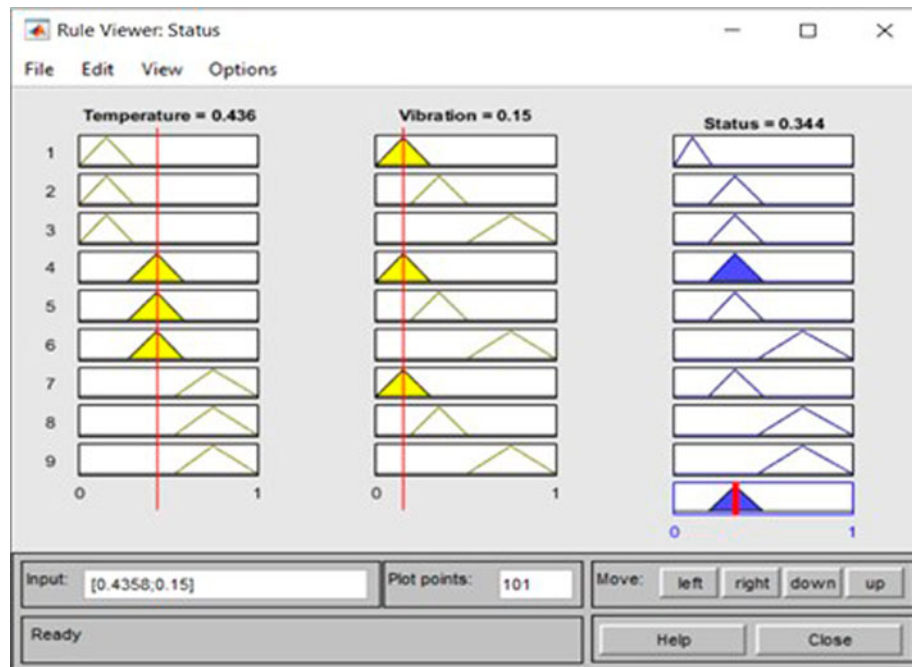 Rule Viewer: Status
File Edit View Options
Temperature = 0.436 Vibration = 0.15 Status = 0.344
1
2
3
4
5
6
7
8
9
0 1 0 1
0 1
Input: [0.4358;0.15] Plot points: 101 Move: left right down up
Ready Help Close